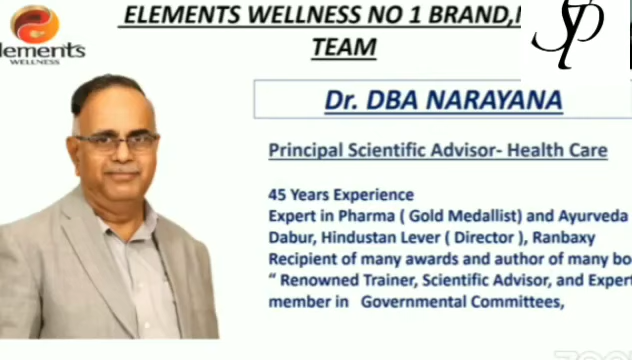 ELEMENTS WELLNESS NO 1 BRAND,
TEAM
lements
WELLNESS
Dr. DBA NARAYANA
Principal Scientific Advisor- Health Care
45 Years Experience
Expert in Pharma ( Gold Medallist) and Ayurveda
Dabur, Hindustan Lever ( Director ), Ranbaxy
Recipient of many awards and author of many bo
“ Renowned Trainer, Scientific Advisor, and Expert
member in Governmental Committees,